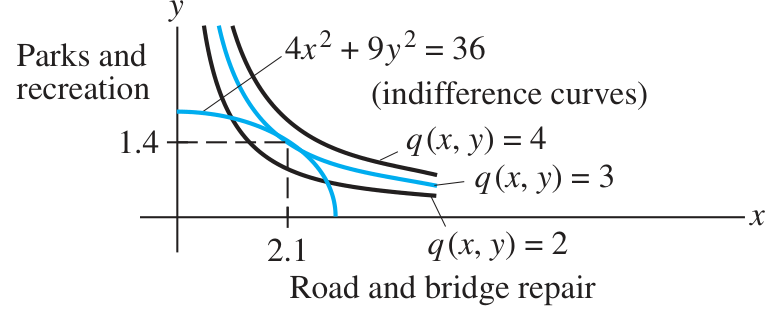 y
Parks and
recreation
4x² + 9y² = 36
(indifference curves)
q(x, y) = 4
1.4
q(x, y) = 3
x
2.1
q(x, y) = 2
Road and bridge repair